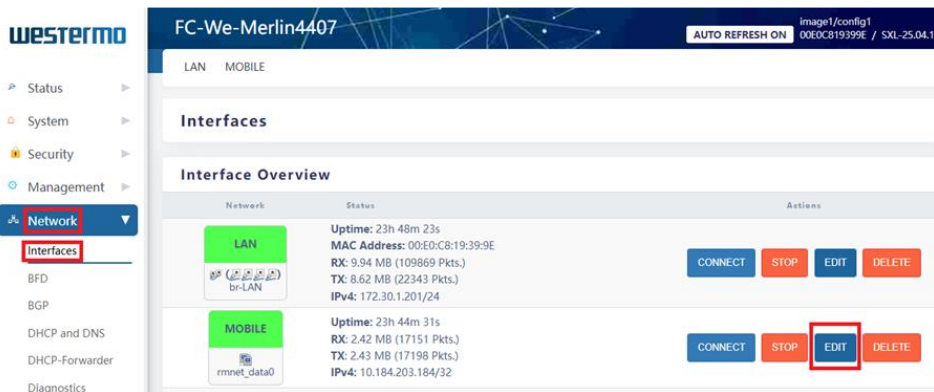 westermo
FC-We-Merlin4407
AUTO REFRESH ON
image1/config1
00E0C819399E / SXL-25.04.1
LAN MOBILE
Status
System
Security
Management
Network
Interfaces
BFD
BGP
DHCP and DNS
DHCP-Forwarder
Diagnostics
Interfaces
Interface Overview
Network Status Actions
LAN
br-LAN
Uptime: 23h 48m 23s
MAC Address: 00:E0:C8:19:39:9E
RX: 9.94 MB (109869 Pkts.)
TX: 8.62 MB (22343 Pkts.)
IPv4: 172.30.1.201/24
CONNECT STOP EDIT DELETE
MOBILE
rmnet_data0
Uptime: 23h 44m 31s
RX: 2.42 MB (17151 Pkts.)
TX: 2.43 MB (17198 Pkts.)
IPv4: 10.184.203.184/32
CONNECT STOP EDIT DELETE